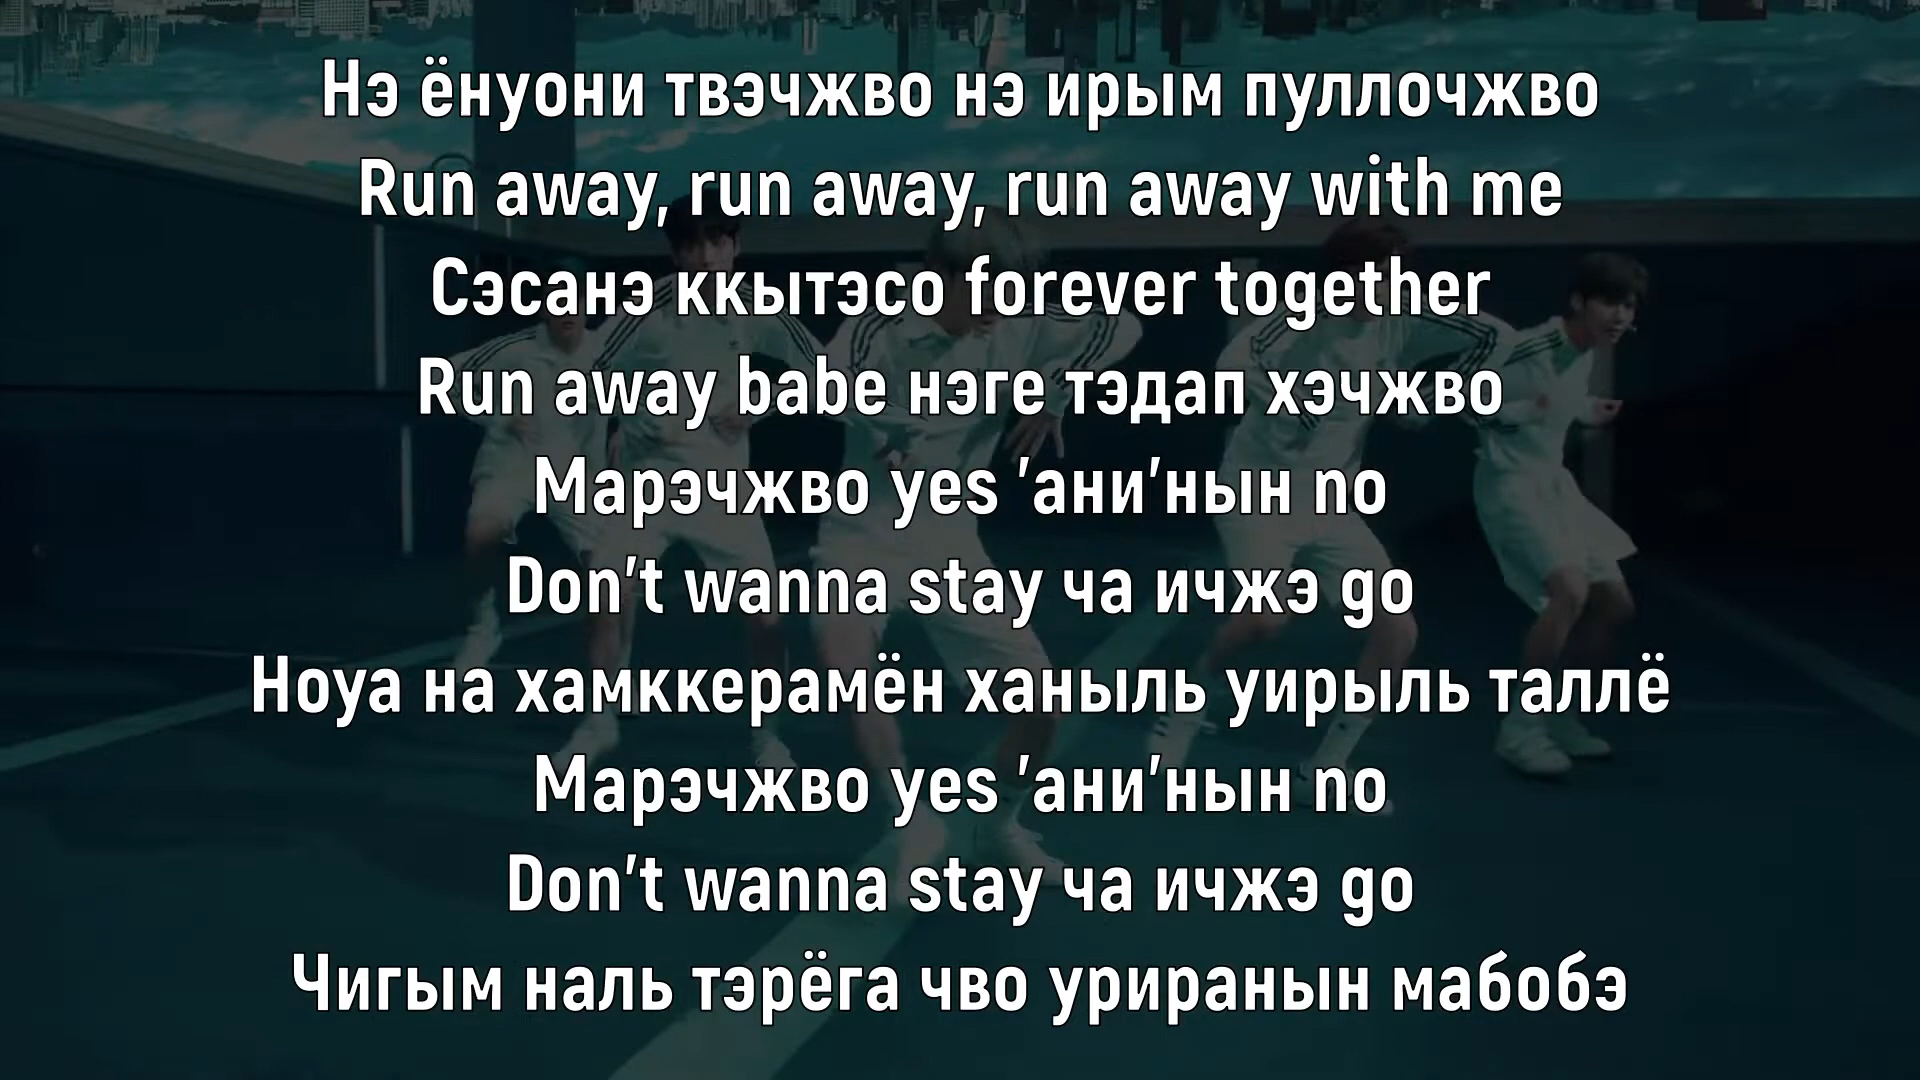 Нэ ёнуони твэчжво нэ ирым пуллочжво
Run away, run away, run away with me
Сэсанэ ккытэсо forever together
Run away babe нэге тэдап хэчжво
Марэчжво yes 'ани'нын no
Don't wanna stay ча ичжэ go
Ноуа на хамккерамён ханыль уирыль таллё
Марэчжво yes 'ани'нын no
Don't wanna stay ча ичжэ go
Чигым наль тэрёга чво уриранын мабобэ